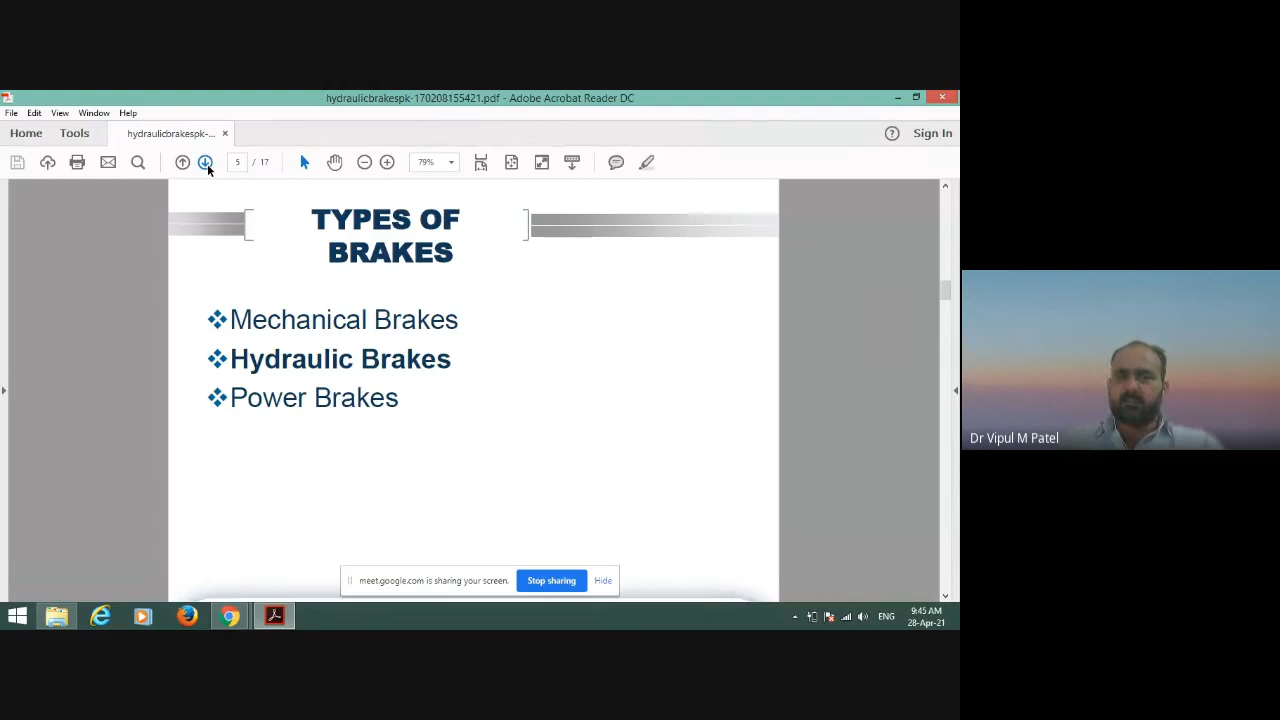 hydraulicbrakespk-170208155421.pdf - Adobe Acrobat Reader DC
File Edit View Window Help
Home Tools hydraulicbrakespk-... × Sign In
5 / 17 79%
TYPES OF
BRAKES
Mechanical Brakes
Hydraulic Brakes
Power Brakes
Dr Vipul M Patel
meet.google.com is sharing your screen. Stop sharing Hide
ENG 9:45 AM
28-Apr-21